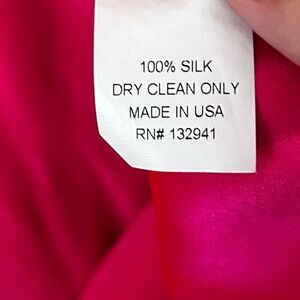 100% SILK
DRY CLEAN ONLY
MADE IN USA
RN# 132941